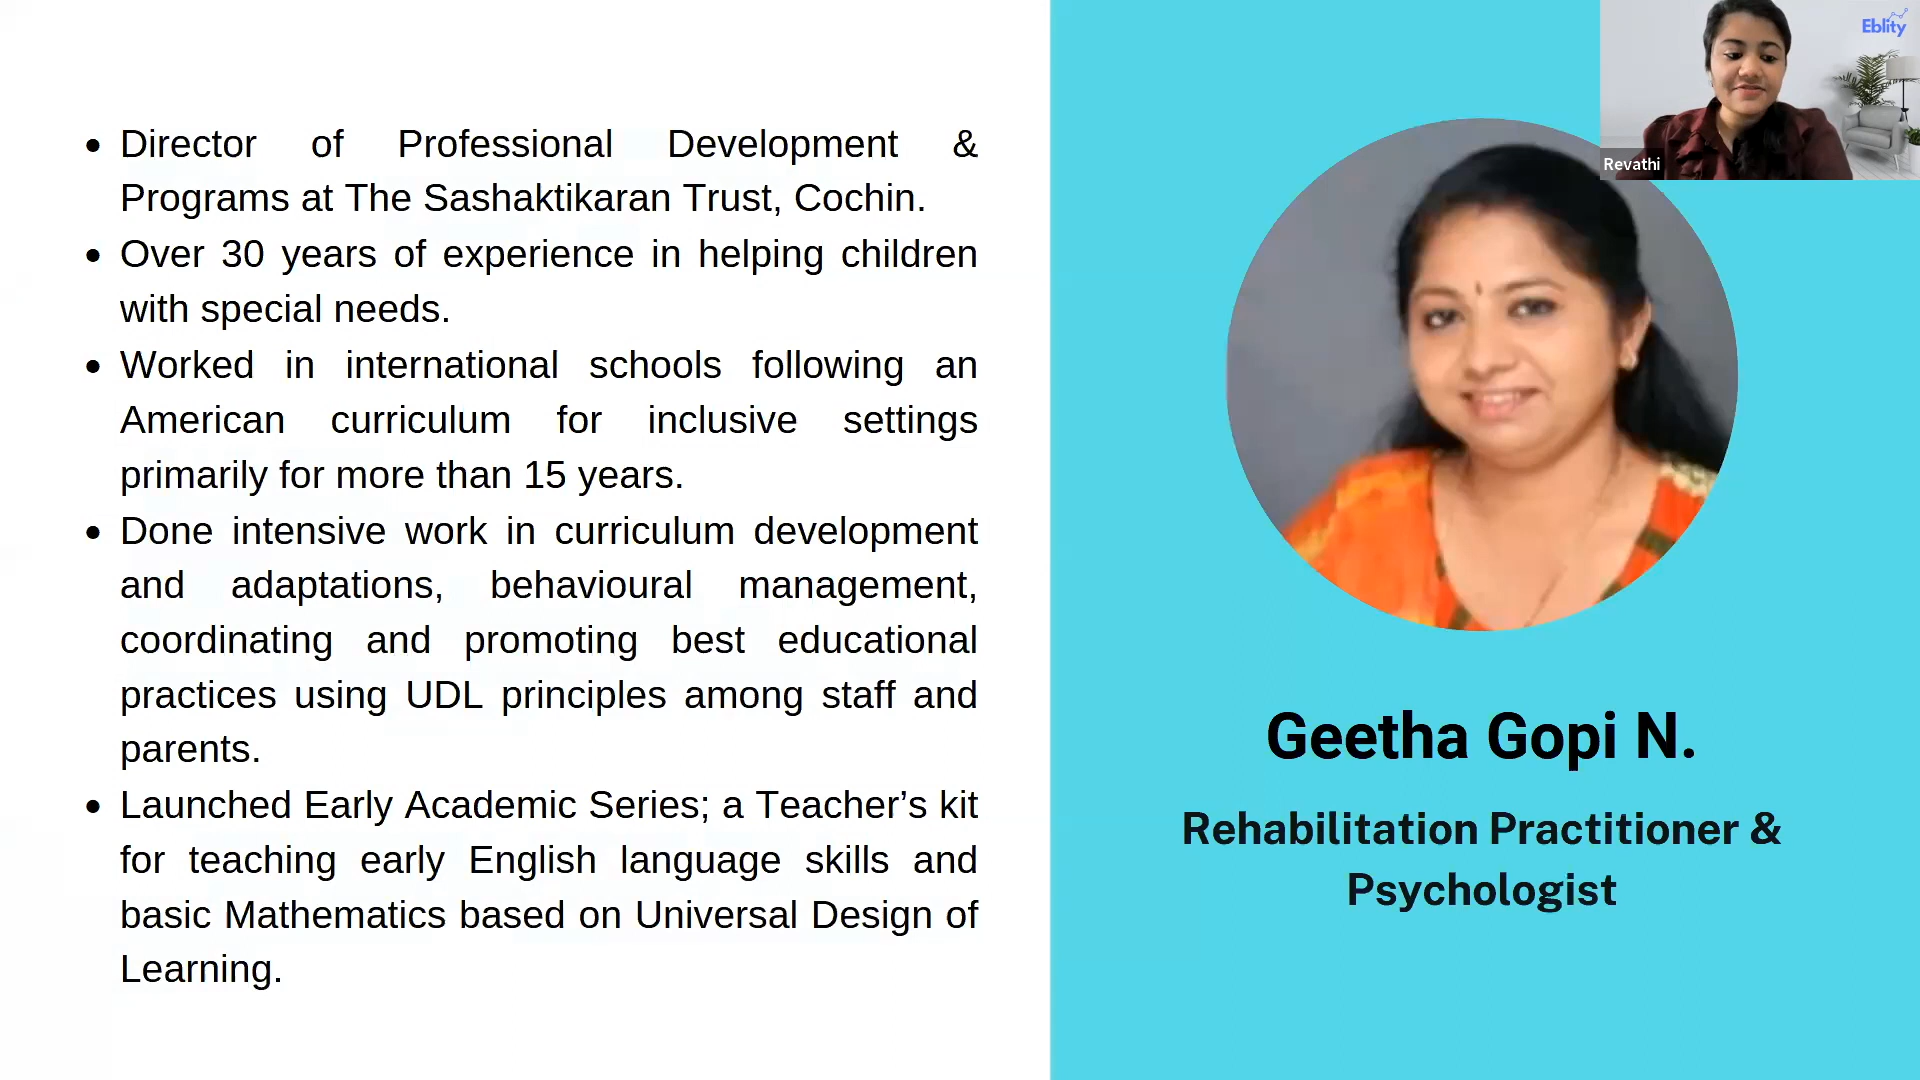 Director of Professional Development &
Programs at The Sashaktikaran Trust, Cochin.
Over 30 years of experience in helping children
with special needs.
Worked in international schools following an
American curriculum for inclusive settings
primarily for more than 15 years.
Done intensive work in curriculum development
and adaptations, behavioural management,
coordinating and promoting best educational
practices using UDL principles among staff and
parents.
Launched Early Academic Series; a Teacher’s kit
for teaching early English language skills and
basic Mathematics based on Universal Design of
Learning.
Eblity
Revathi
Geetha Gopi N.
Rehabilitation Practitioner &
Psychologist